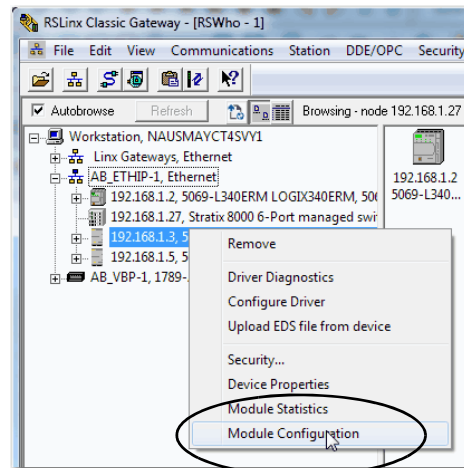 RSLinx Classic Gateway - [RSWho - 1]
File Edit View Communications Station DDE/OPC Security
Autobrowse Refresh Browsing - node 192.168.1.27
Workstation, NAUSMAYCT4SVY1
Linx Gateways, Ethernet
AB_ETHIP-1, Ethernet
192.168.1.2, 5069-L340ERM LOGIX340ERM, 506
192.168.1.27, Stratix 8000 6-Port managed swi
192.168.1.3, 5
192.168.1.5, 5
AB_VBP-1, 1789-
192.168.1.2
5069-L340...
Remove
Driver Diagnostics
Configure Driver
Upload EDS file from device
Security...
Device Properties
Module Statistics
Module Configuration